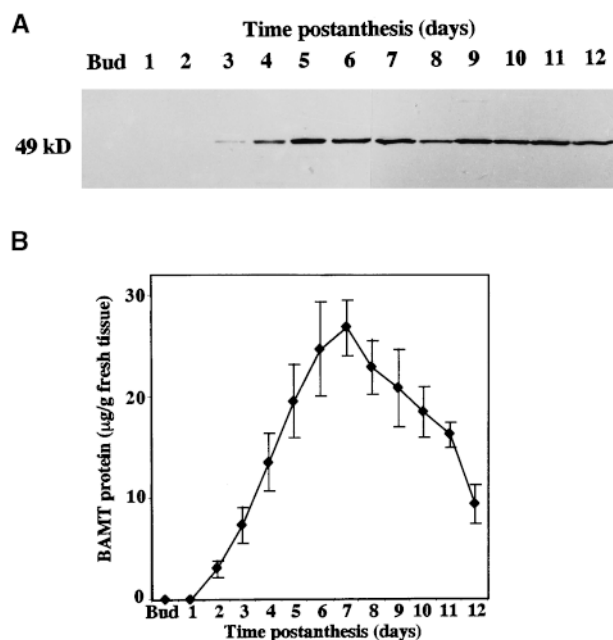 A
Time postanthesis (days)
Bud 1 2 3 4 5 6 7 8 9 10 11 12
49 kD
B
BAMT protein (µg/g fresh tissue)
30
20
10
0
Bud 1 2 3 4 5 6 7 8 9 10 11 12
Time postanthesis (days)